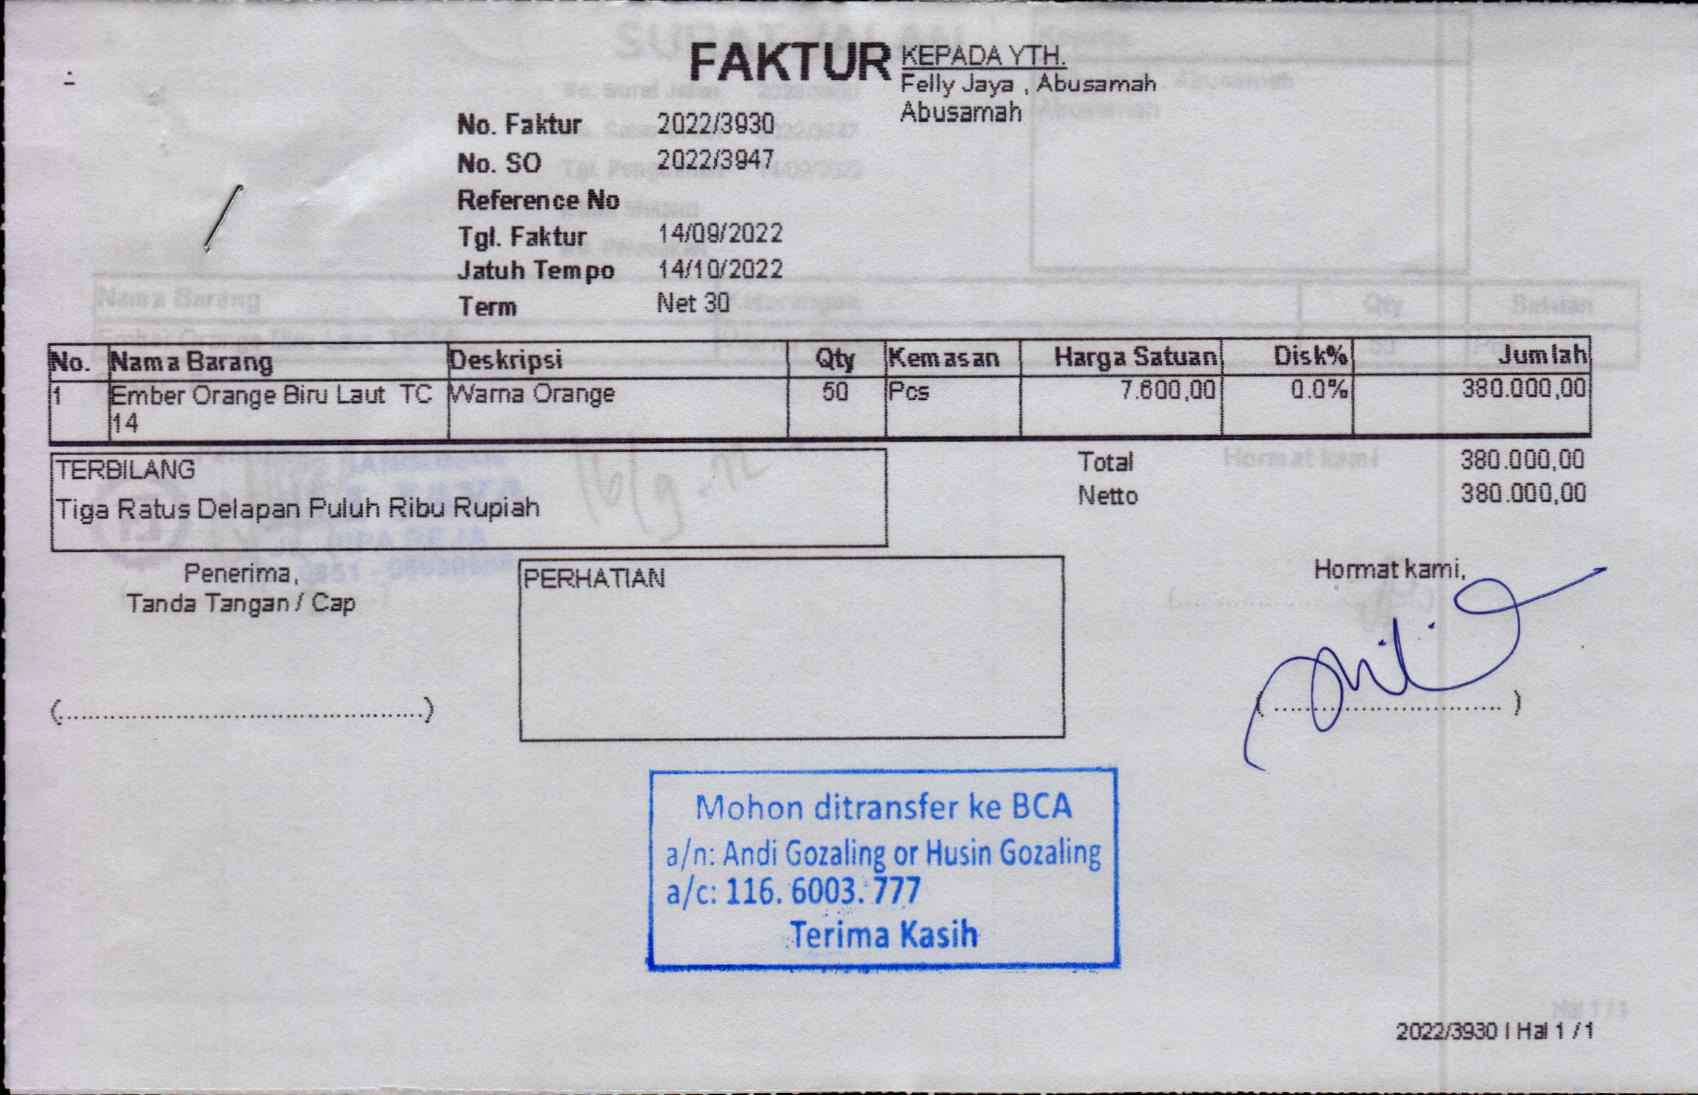 FAKTUR
KEPADA YTH.
Felly Jaya , Abusamah
Abusamah
No. Faktur 2022/3930
No. SO 2022/3947
Reference No
Tgl. Faktur 14/09/2022
Jatuh Tempo 14/10/2022
Term Net 30
No. Nama Barang Deskripsi Qty Kemasan Harga Satuan Disk% Jumlah
1 Ember Orange Biru Laut TC Warna Orange 50 Pcs 7.600,00 0.0% 380.000,00
14
TERBILANG
Tiga Ratus Delapan Puluh Ribu Rupiah
Total 380.000,00
Netto 380.000,00
Penerima,
Tanda Tangan / Cap
PERHATIAN
Hormat kami,
Mohon ditransfer ke BCA
a/n: Andi Gozaling or Husin Gozaling
a/c: 116. 6003. 777
Terima Kasih
2022/3930 | Hal 1 / 1